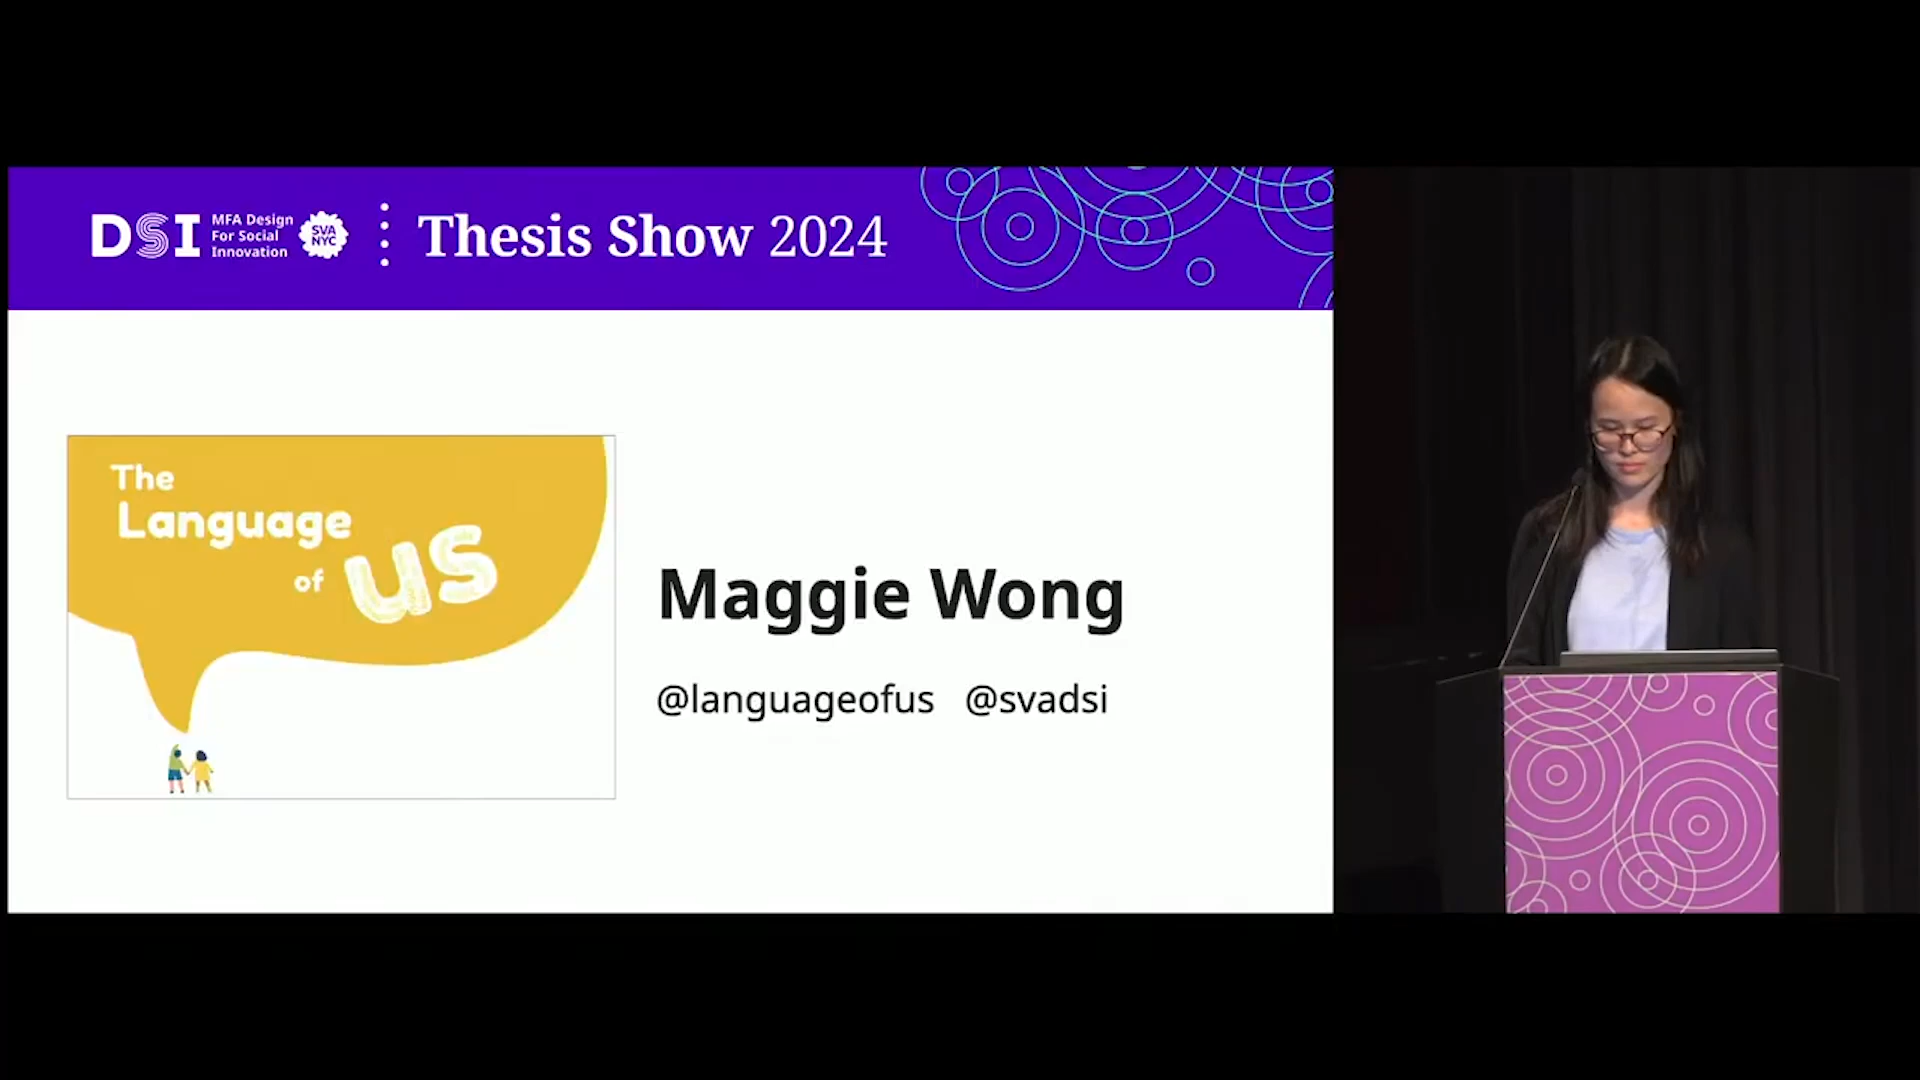 DSI
MFA Design
For Social
Innovation
SVA
NYC
Thesis Show 2024
The
Language
of us
Maggie Wong
@languageofus @svadsi